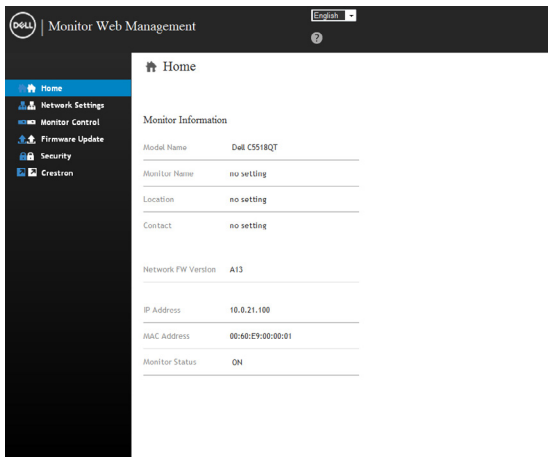 DELL Monitor Web Management
English
?
Home
Home
Network Settings
Monitor Control
Firmware Update
Security
Crestron
Monitor Information
Model Name Dell C5518QT
Monitor Name no setting
Location no setting
Contact no setting
Network FW Version A13
IP Address 10.0.21.100
MAC Address 00:60:E9:00:00:01
Monitor Status ON